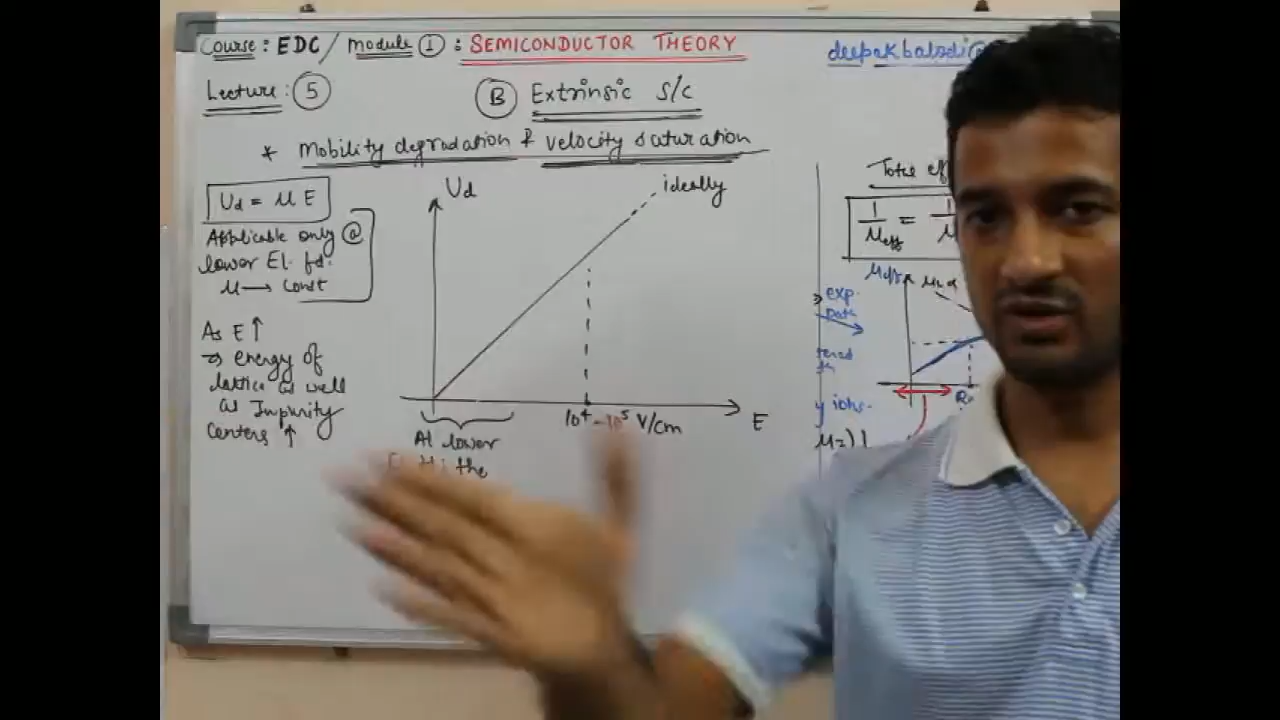 Course: EDC / Module ① : SEMICONDUCTOR THEORY
Lecture: ⑤
Ⓑ Extrinsic S/C
* Mobility degradation & velocity saturation
Ud = μ E
Applicable only @
lower El. fd.
μ → Const
As E ↑
⇒ energy of
lattice as well
as Impurity
Centers ↑
Ud
ideally
10⁴ - 10⁵ V/cm
E
At lower
the
1/μeff = 1/μ
μeff
exp.